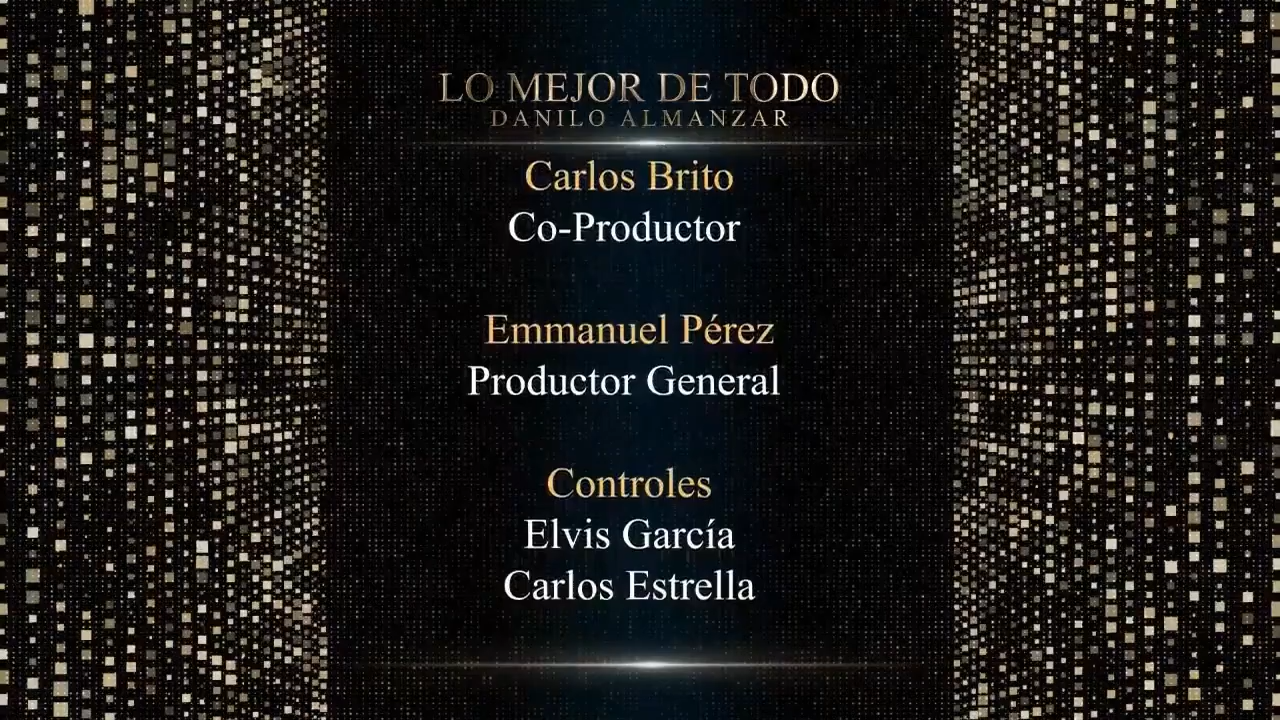 LO MEJOR DE TODO
DANILO ALMANZAR
Carlos Brito
Co-Productor
Emmanuel Pérez
Productor General
Controles
Elvis García
Carlos Estrella